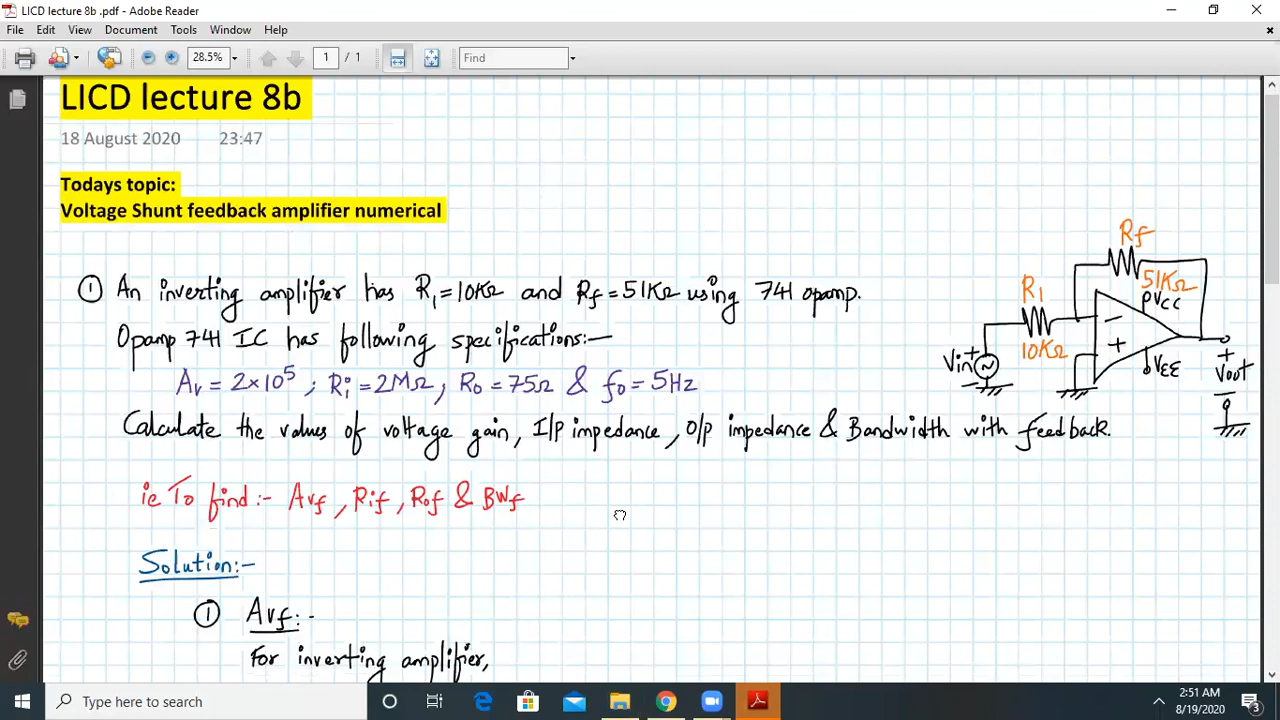 LICD lecture 8b .pdf - Adobe Reader
File Edit View Document Tools Window Help
28.5% 1 / 1 Find
LICD lecture 8b
18 August 2020 23:47
Todays topic:
Voltage Shunt feedback amplifier numerical
① An inverting amplifier has R1=10KΩ and Rf=51KΩ using 741 opamp.
Opamp 741 IC has following specifications:-
Av = 2×10⁵ ; Ri = 2MΩ, Ro = 75Ω & fo = 5Hz
Calculate the values of voltage gain, I/p impedance, O/p impedance & Bandwidth with feedback.
Rf
51KΩ
R1
10KΩ
+VCC
-
+
VEE
Vin
+
-
+
Vout
-
ie To find:- Avf, Rif, Rof & BWf
Solution:-
① Avf:-
For inverting amplifier,
Type here to search
2:51 AM
8/19/2020
3